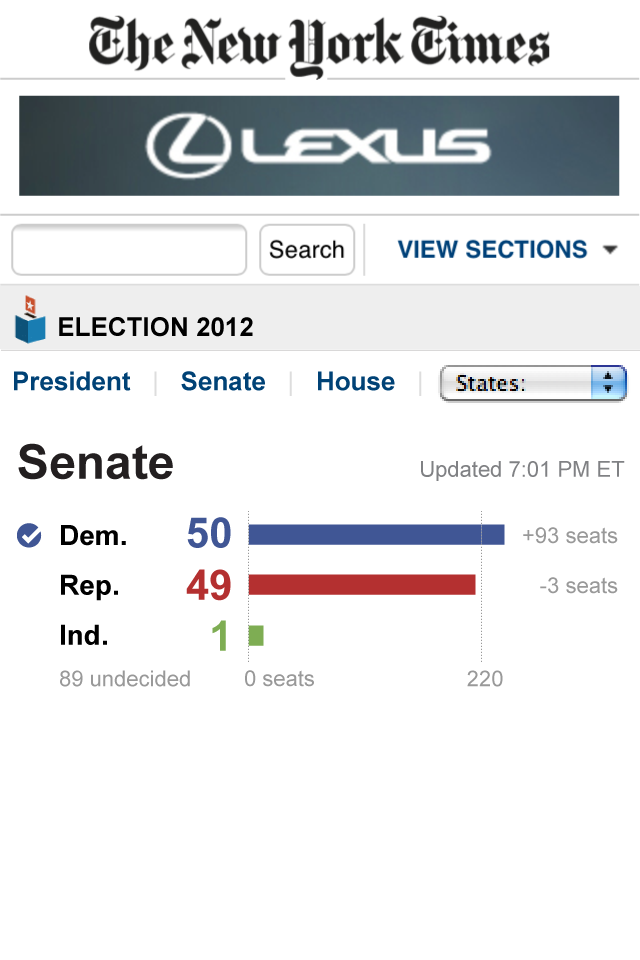 The New York Times
LEXUS
Search VIEW SECTIONS
ELECTION 2012
President Senate House States:
Senate Updated 7:01 PM ET
Dem. 50 +93 seats
Rep. 49 -3 seats
Ind. 1
89 undecided 0 seats 220